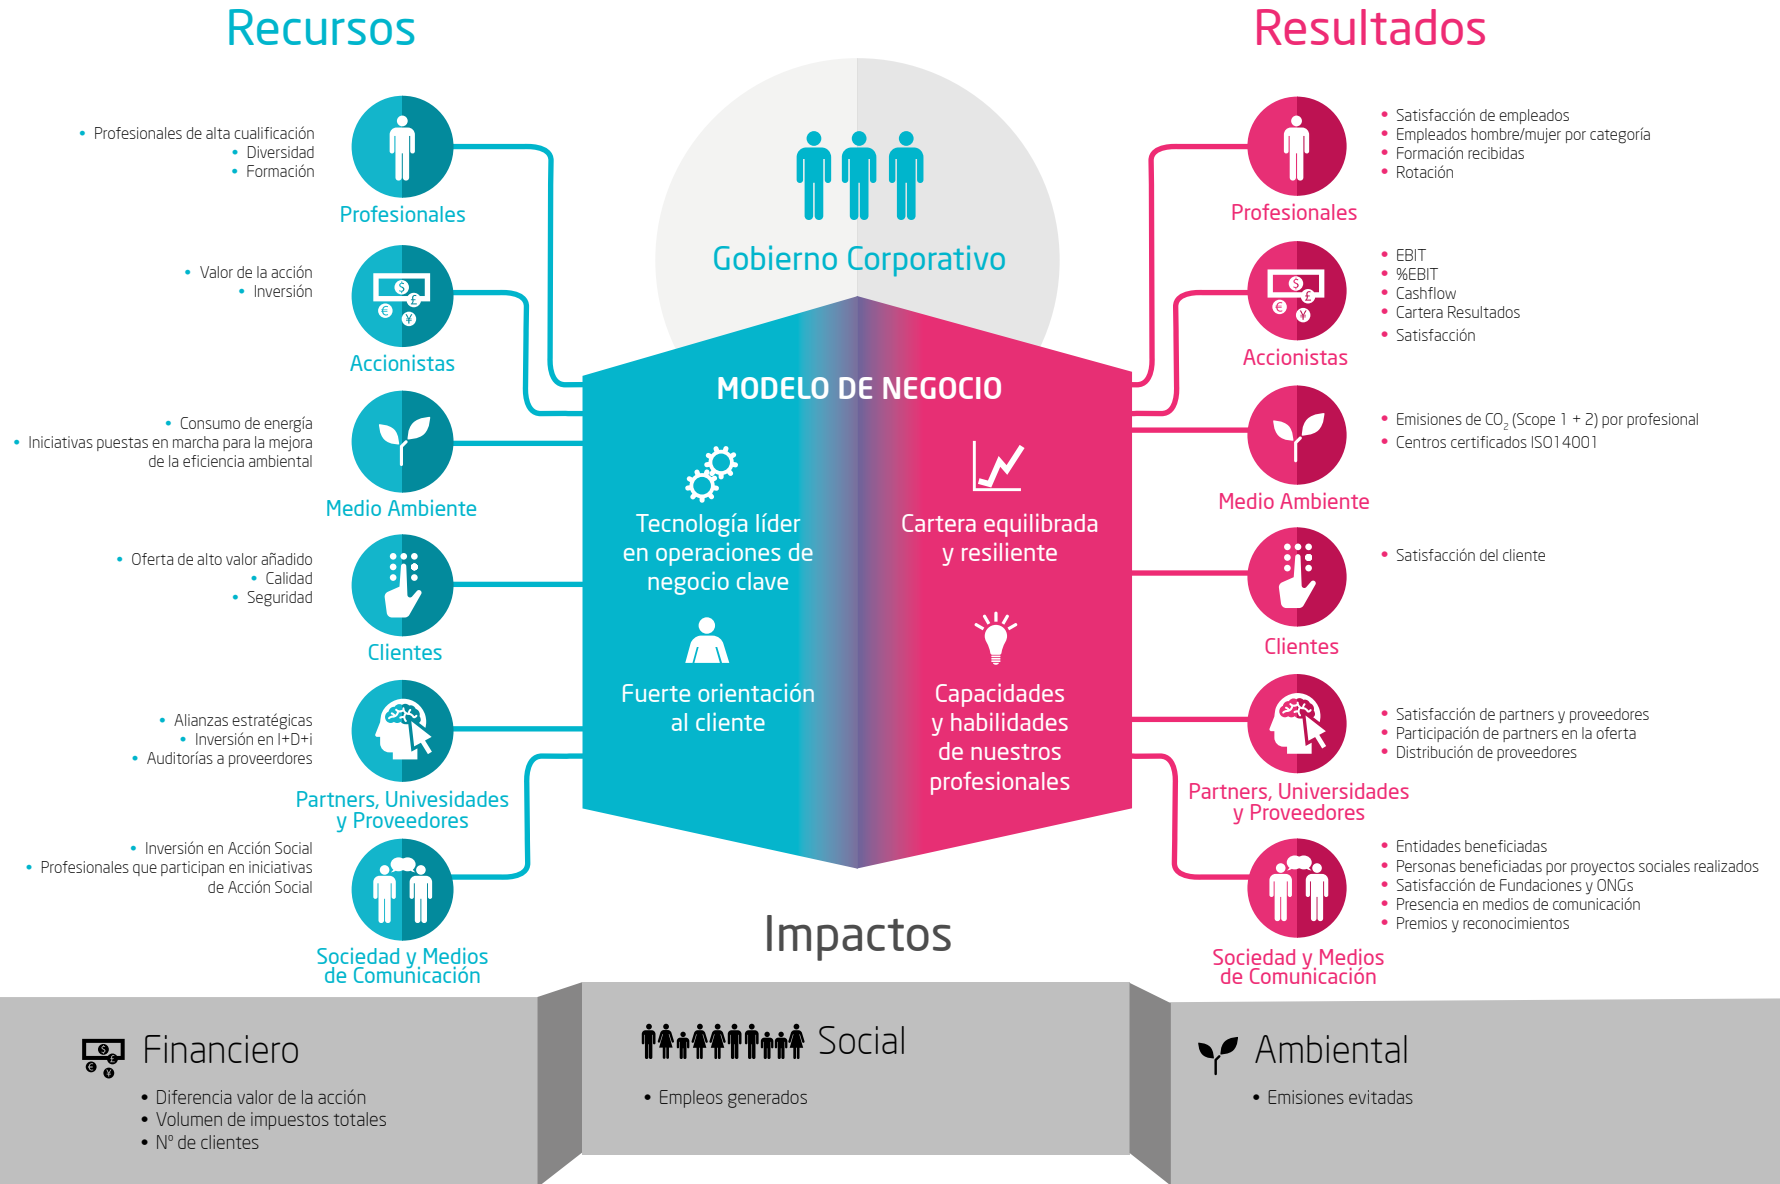 Recursos
• Profesionales de alta cualificación
• Diversidad
• Formación
Profesionales
• Valor de la acción
• Inversión
Accionistas
• Consumo de energía
• Iniciativas puestas en marcha para la mejora
de la eficiencia ambiental
Medio Ambiente
• Oferta de alto valor añadido
• Calidad
• Seguridad
Clientes
• Alianzas estratégicas
• Inversión en I+D+i
• Auditorías a proveerdores
Partners, Univesidades
y Proveedores
• Inversión en Acción Social
• Profesionales que participan en iniciativas
de Acción Social
Sociedad y Medios
de Comunicación
Gobierno Corporativo
MODELO DE NEGOCIO
Tecnología líder
en operaciones de
negocio clave
Fuerte orientación
al cliente
Cartera equilibrada
y resiliente
Capacidades
y habilidades
de nuestros
profesionales
Resultados
• Satisfacción de empleados
• Empleados hombre/mujer por categoría
• Formación recibidas
• Rotación
Profesionales
• EBIT
• %EBIT
• Cashflow
• Cartera Resultados
• Satisfacción
Accionistas
• Emisiones de CO₂ (Scope 1 + 2) por profesional
• Centros certificados ISO14001
Medio Ambiente
• Satisfacción del cliente
Clientes
• Satisfacción de partners y proveedores
• Participación de partners en la oferta
• Distribución de proveedores
Partners, Universidades
y Proveedores
• Entidades beneficiadas
• Personas beneficiadas por proyectos sociales realizados
• Satisfacción de Fundaciones y ONGs
• Presencia en medios de comunicación
• Premios y reconocimientos
Sociedad y Medios
de Comunicación
Impactos
Financiero
• Diferencia valor de la acción
• Volumen de impuestos totales
• Nº de clientes
Social
• Empleos generados
Ambiental
• Emisiones evitadas